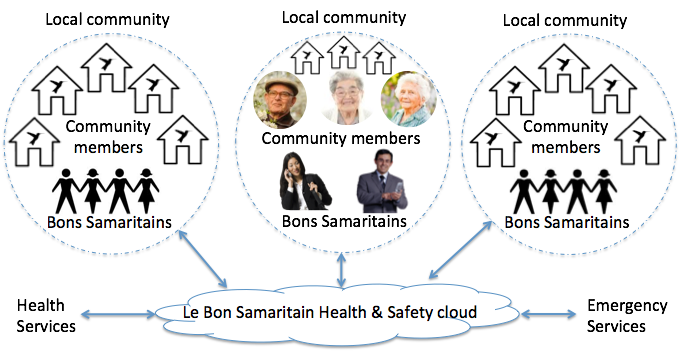 Local community
Local community
Local community
Community
members
Community members
Community
members
Bons Samaritains
Bons Samaritains
Bons Samaritains
Health
Services
Le Bon Samaritain Health & Safety cloud
Emergency
Services